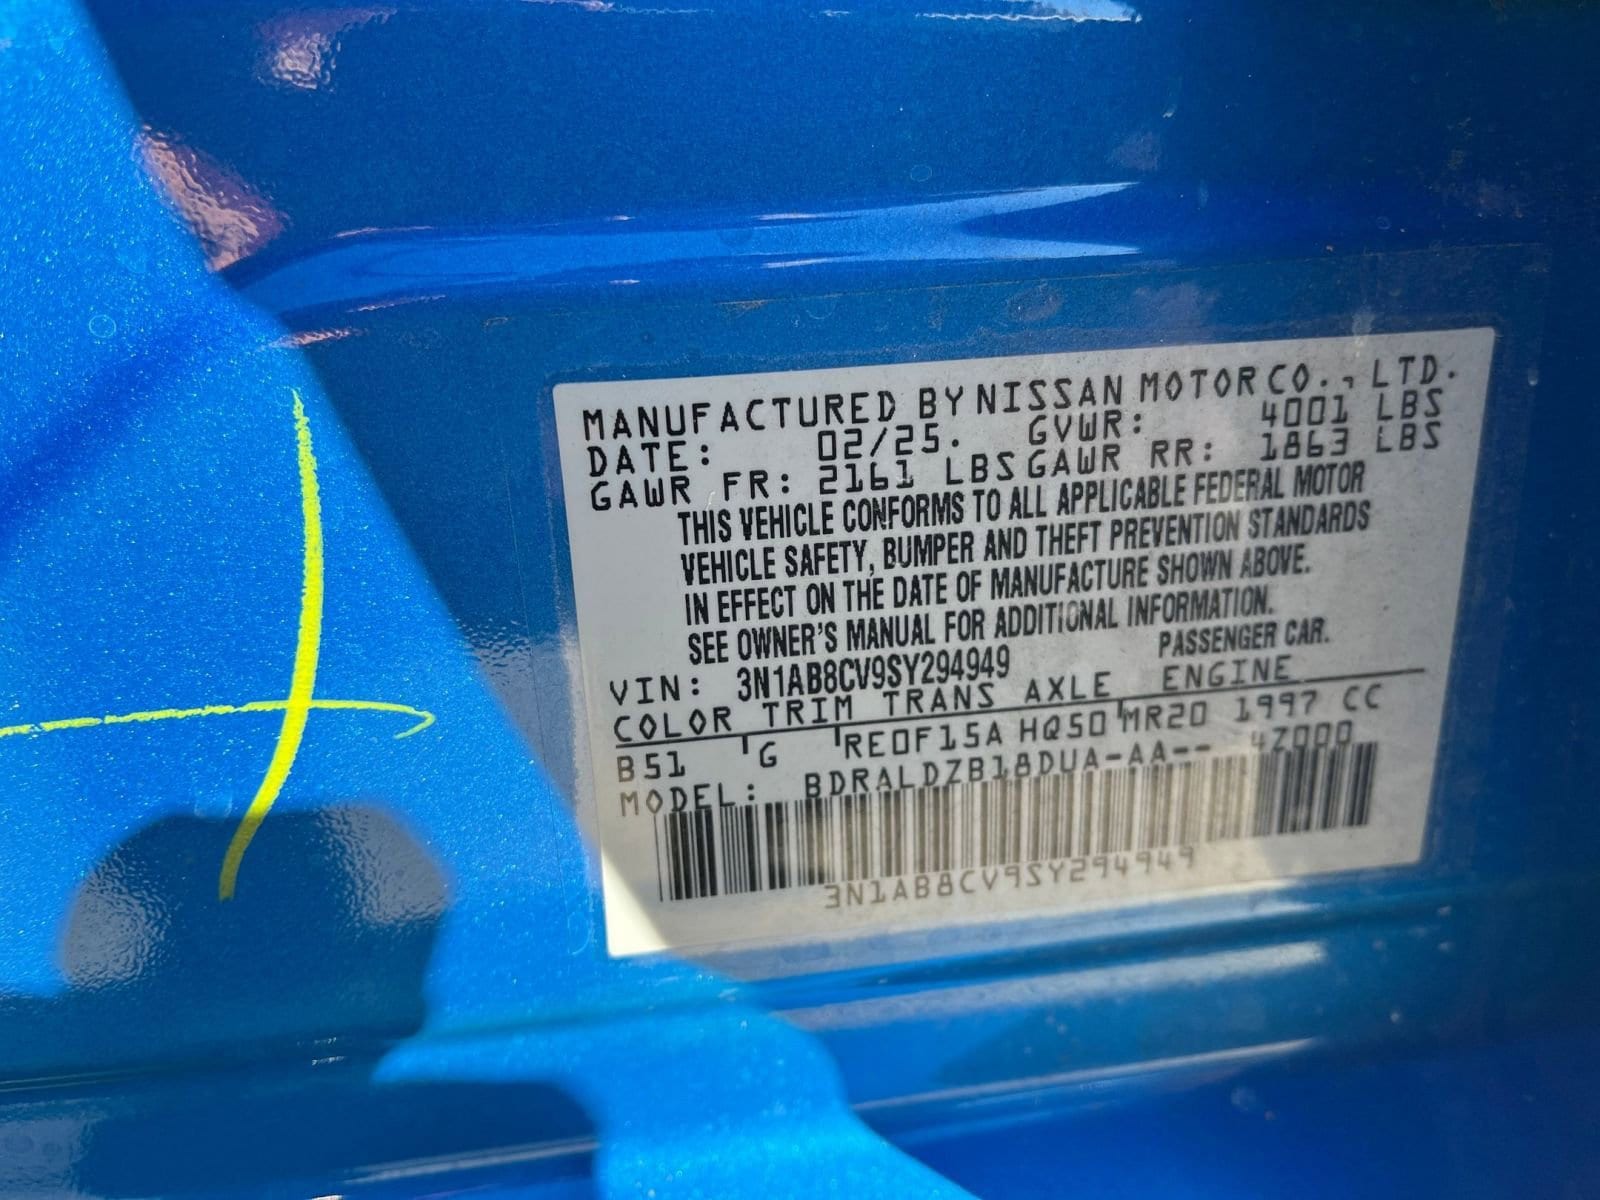 MANUFACTURED BY NISSAN MOTOR CO., LTD.
DATE: 02/25. GVWR: 4001 LBS
GAWR FR: 2161 LBS GAWR RR: 1863 LBS
THIS VEHICLE CONFORMS TO ALL APPLICABLE FEDERAL MOTOR
VEHICLE SAFETY, BUMPER AND THEFT PREVENTION STANDARDS
IN EFFECT ON THE DATE OF MANUFACTURE SHOWN ABOVE.
SEE OWNER'S MANUAL FOR ADDITIONAL INFORMATION.
VIN: 3N1AB8CV9SY294949 PASSENGER CAR.
COLOR TRIM TRANS AXLE ENGINE
B51 G RE0F15A HQ50 MR20 1997 CC
MODEL: BDRALDZB18DUA-AA-- 4Z000
3N1AB8CV9SY294949